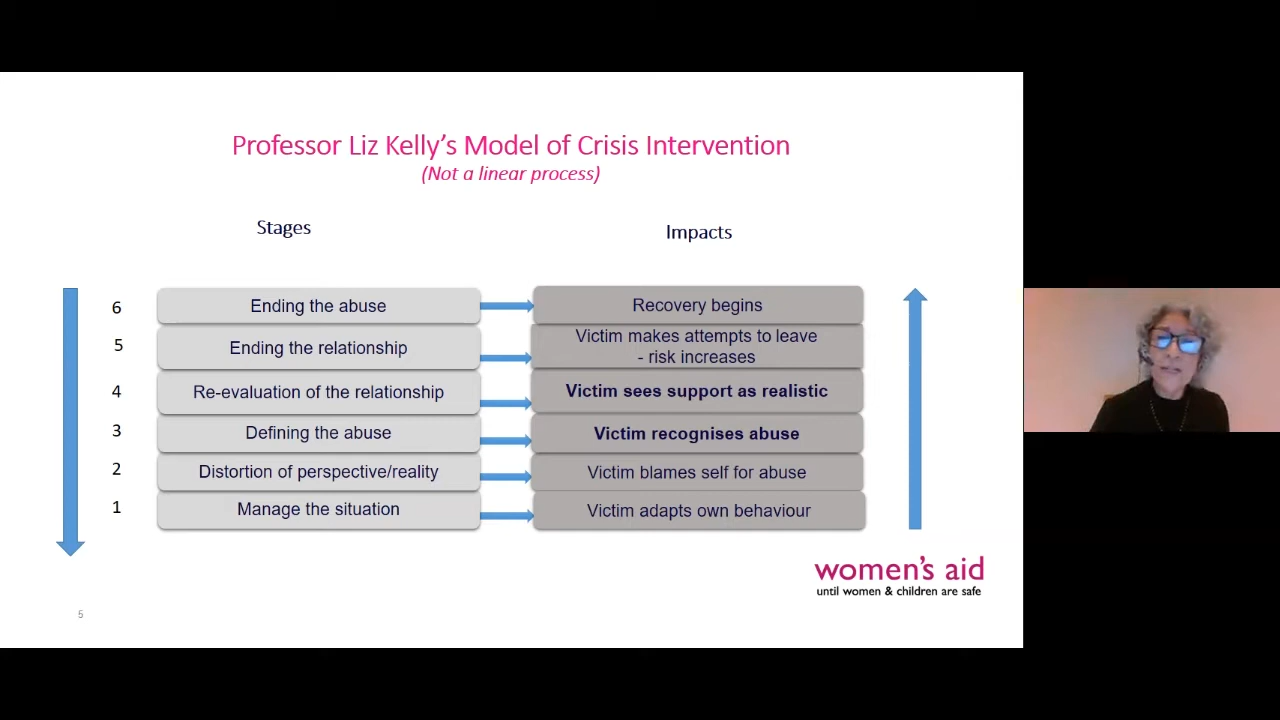 Professor Liz Kelly's Model of Crisis Intervention
(Not a linear process)
Stages
Impacts
6
Ending the abuse
Recovery begins
5
Ending the relationship
Victim makes attempts to leave
- risk increases
4
Re-evaluation of the relationship
Victim sees support as realistic
3
Defining the abuse
Victim recognises abuse
2
Distortion of perspective/reality
Victim blames self for abuse
1
Manage the situation
Victim adapts own behaviour
women's aid
until women & children are safe
5